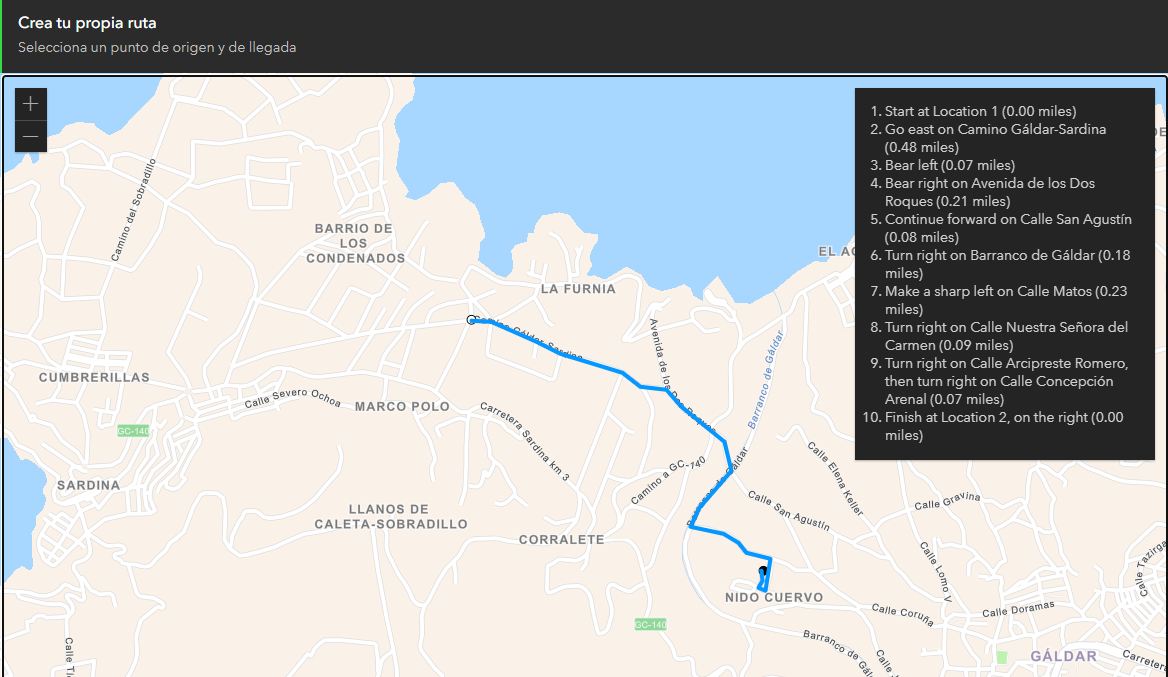 Crea tu propia ruta
Selecciona un punto de origen y de llegada
+
−
1. Start at Location 1 (0.00 miles)
2. Go east on Camino Gáldar-Sardina
(0.48 miles)
3. Bear left (0.07 miles)
4. Bear right on Avenida de los Dos
Roques (0.21 miles)
5. Continue forward on Calle San Agustín
(0.08 miles)
6. Turn right on Barranco de Gáldar (0.18
miles)
7. Make a sharp left on Calle Matos (0.23
miles)
8. Turn right on Calle Nuestra Señora del
Carmen (0.09 miles)
9. Turn right on Calle Arcipreste Romero,
then turn right on Calle Concepción
Arenal (0.07 miles)
10. Finish at Location 2, on the right (0.00
miles)
Camino del Sobradillo
BARRIO DE
LOS
CONDENADOS
EL
LA FURNIA
Camino Gáldar-Sardina
Avenida de los Dos Roques
Barranco de Gáldar
CUMBRERILLAS
Calle Severo Ochoa
MARCO POLO
Carretera Sardina km 3
GC-140
Camino a GC-740
Barranco de Gáldar
Calle Elena Keller
SARDINA
Calle San Agustín
Calle Gravina
LLANOS DE
CALETA-SOBRADILLO
CORRALETE
Calle Lomo V
Calle Tazirga
NIDO CUERVO
Calle Coruña
Calle Doramas
GC-140
Barranco de Gá
Calle
GÁLDAR
Carretera
Calle